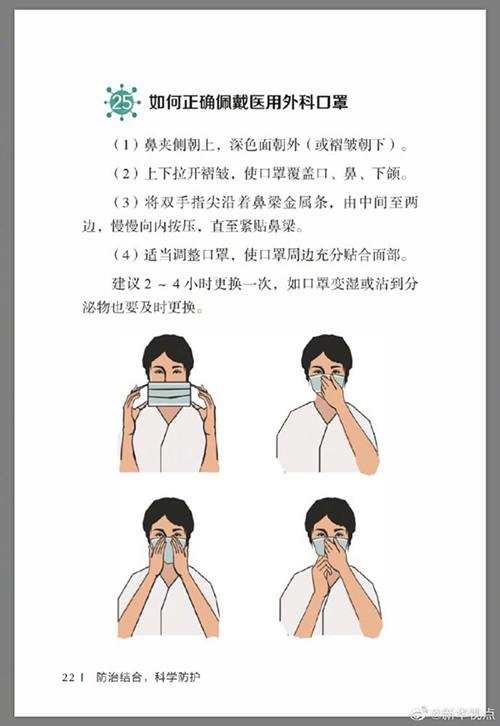 25 如何正确佩戴医用外科口罩
（1）鼻夹侧朝上，深色面朝外（或褶皱朝下）。
（2）上下拉开褶皱，使口罩覆盖口、鼻、下颌。
（3）将双手指尖沿着鼻梁金属条，由中间至两
边，慢慢向内按压，直至紧贴鼻梁。
（4）适当调整口罩，使口罩周边充分贴合面部。
建议 2 ~ 4 小时更换一次，如口罩变湿或沾到分
泌物也要及时更换。
22 防治结合，科学防护
@新华视点